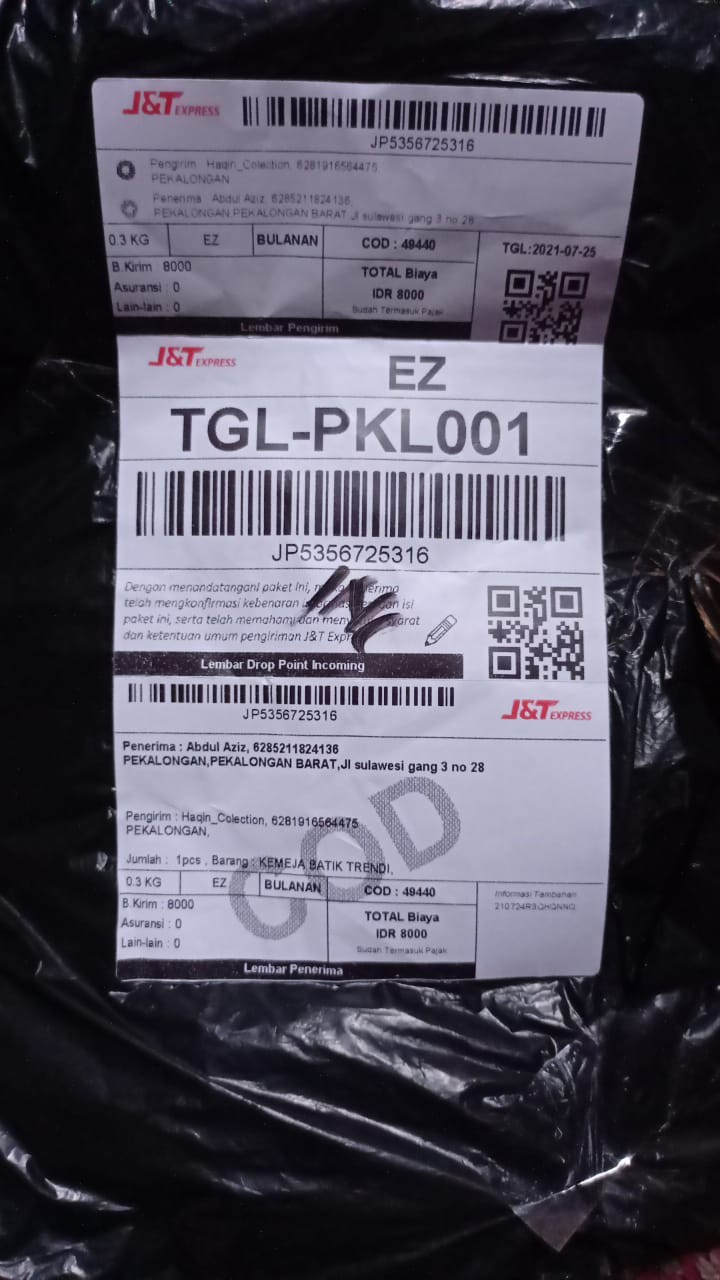 J&T EXPRESS
JP5356725316
Pengirim : Haqin_Colection, 6281916564475
PEKALONGAN
Penerima : Abdul Aziz, 6285211824136,
PEKALONGAN,PEKALONGAN BARAT,Jl sulawesi gang 3 no 28
0.3 KG EZ BULANAN COD : 49440 TGL:2021-07-25
B.Kirim : 8000 TOTAL Biaya
Asuransi : 0 IDR 8000
Lain-lain : 0 Sudah Termasuk Pajak
Lembar Pengirim
J&T EXPRESS
EZ
TGL-PKL001
JP5356725316
Dengan menandatangani paket ini,
telah mengkonfirmasi kebenaran isi
paket ini, serta telah memahami dan
dan ketentuan umum pengiriman J&T
Lembar Drop Point Incoming
JP5356725316
J&T EXPRESS
Penerima : Abdul Aziz, 6285211824136
PEKALONGAN,PEKALONGAN BARAT,Jl sulawesi gang 3 no 28
Pengirim : Haqin_Colection, 6281916564475
PEKALONGAN,
COD
Jumlah : 1pcs , Barang : KEMEJA BATIK TRENDI,
0.3 KG EZ BULANAN COD : 49440 Informasi Tambahan
B.Kirim : 8000 TOTAL Biaya
Asuransi : 0 IDR 8000
Lain-lain : 0 Sudah Termasuk Pajak
Lembar Penerima